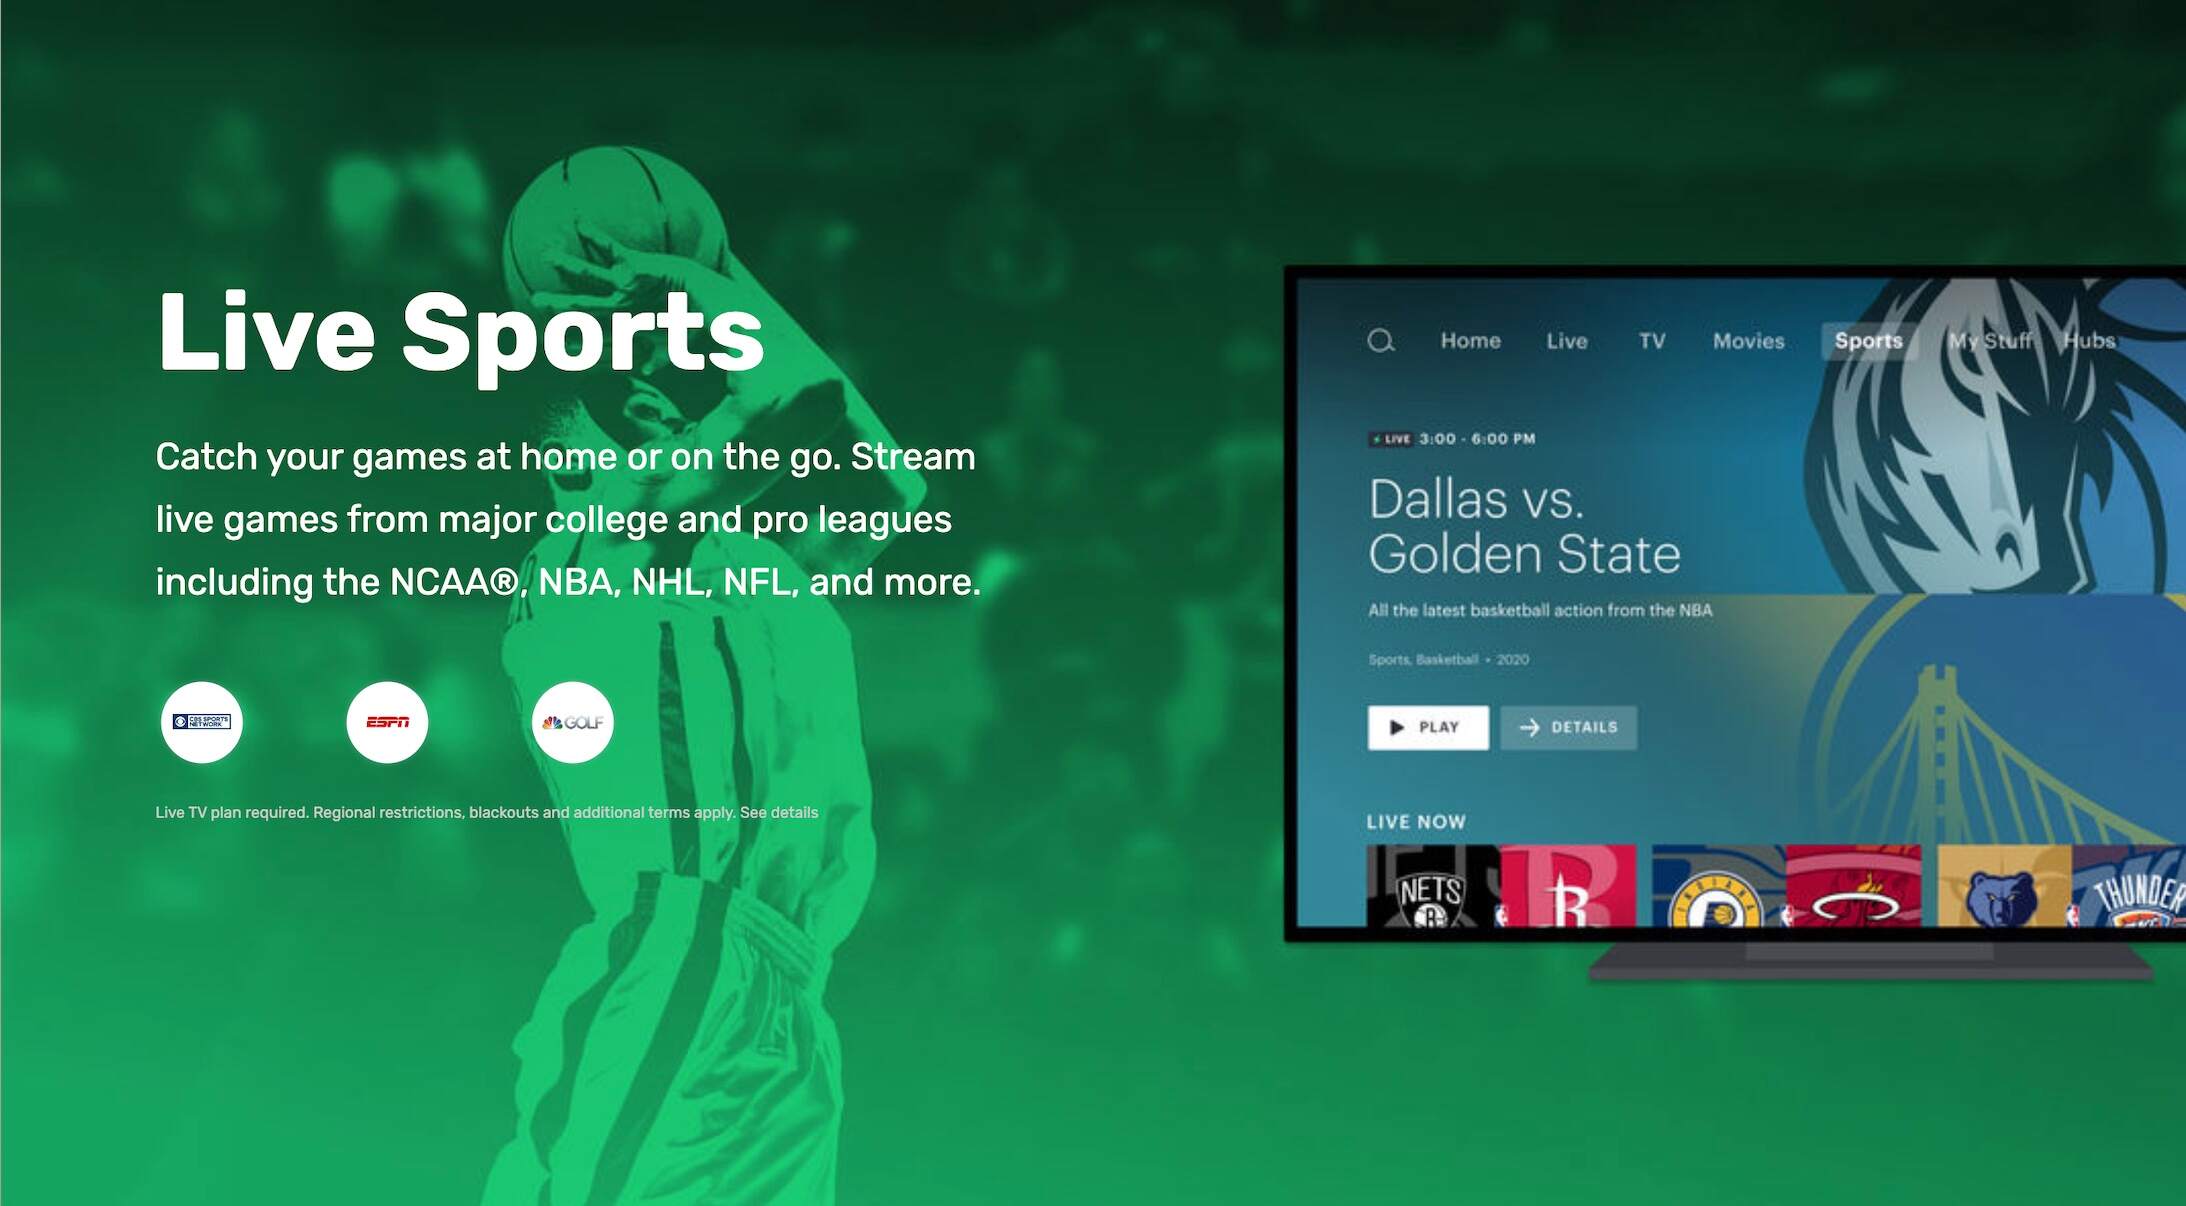 Live Sports
Catch your games at home or on the go. Stream
live games from major college and pro leagues
including the NCAA®, NBA, NHL, NFL, and more.
CBS SPORTS
NETWORK
ESPN
GOLF
Live TV plan required. Regional restrictions, blackouts and additional terms apply. See details
Home Live TV Movies Sports My Stuff Hubs
LIVE 3:00 - 6:00 PM
Dallas vs.
Golden State
All the latest basketball action from the NBA
Sports, Basketball • 2020
PLAY DETAILS
LIVE NOW
NETS
B
R
INDIANA
THUNDER